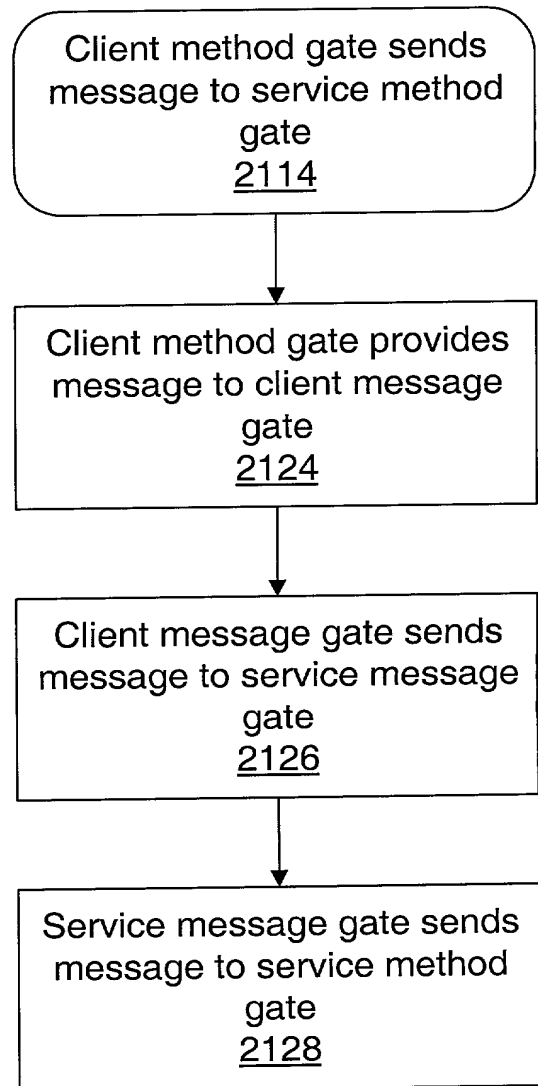 Client method gate sends
message to service method
gate
2114
Client method gate provides
message to client message
gate
2124
Client message gate sends
message to service message
gate
2126
Service message gate sends
message to service method
gate
2128